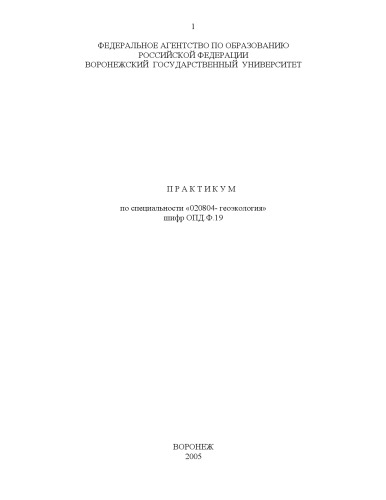 1
ФЕДЕРАЛЬНОЕ АГЕНТСТВО ПО ОБРАЗОВАНИЮ
РОССИЙСКОЙ ФЕДЕРАЦИИ
ВОРОНЕЖСКИЙ ГОСУДАРСТВЕННЫЙ УНИВЕРСИТЕТ
П Р А К Т И К У М
по специальности «020804- геоэкология»
шифр ОПД.Ф.19
ВОРОНЕЖ
2005